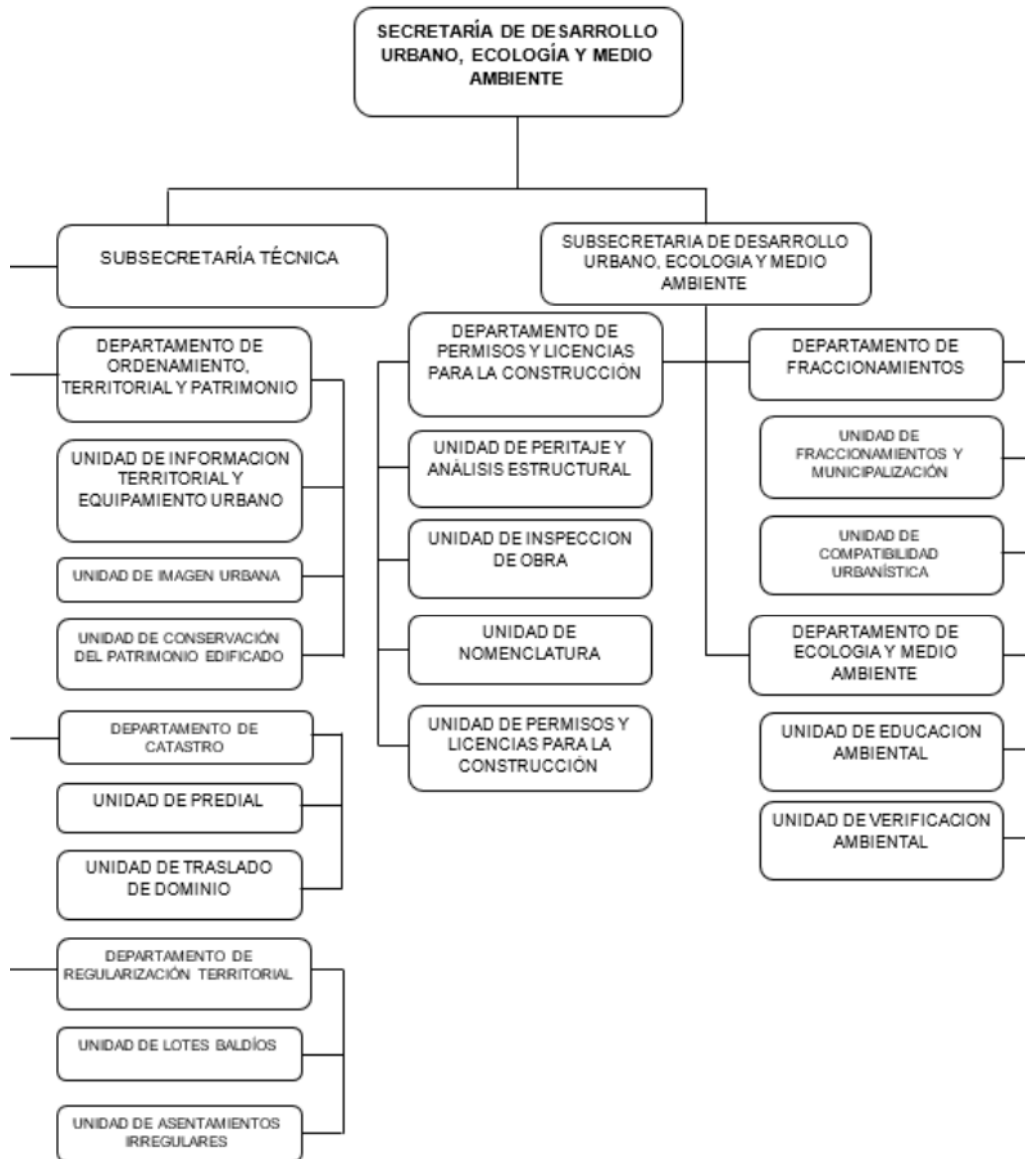 SECRETARÍA DE DESARROLLO
URBANO, ECOLOGÍA Y MEDIO
AMBIENTE
SUBSECRETARÍA TÉCNICA
SUBSECRETARIA DE DESARROLLO
URBANO, ECOLOGIA Y MEDIO
AMBIENTE
DEPARTAMENTO DE
ORDENAMIENTO,
TERRITORIAL Y PATRIMONIO
UNIDAD DE INFORMACION
TERRITORIAL Y
EQUIPAMIENTO URBANO
UNIDAD DE IMAGEN URBANA
UNIDAD DE CONSERVACIÓN
DEL PATRIMONIO EDIFICADO
DEPARTAMENTO DE
CATASTRO
UNIDAD DE PREDIAL
UNIDAD DE TRASLADO
DE DOMINIO
DEPARTAMENTO DE
REGULARIZACIÓN TERRITORIAL
UNIDAD DE LOTES BALDÍOS
UNIDAD DE ASENTAMIENTOS
IRREGULARES
DEPARTAMENTO DE
PERMISOS Y LICENCIAS
PARA LA CONSTRUCCIÓN
UNIDAD DE PERITAJE Y
ANÁLISIS ESTRUCTURAL
UNIDAD DE INSPECCION
DE OBRA
UNIDAD DE
NOMENCLATURA
UNIDAD DE PERMISOS Y
LICENCIAS PARA LA
CONSTRUCCIÓN
DEPARTAMENTO DE
FRACCIONAMIENTOS
UNIDAD DE
FRACCIONAMIENTOS Y
MUNICIPALIZACIÓN
UNIDAD DE
COMPATIBILIDAD
URBANÍSTICA
DEPARTAMENTO DE
ECOLOGIA Y MEDIO
AMBIENTE
UNIDAD DE EDUCACION
AMBIENTAL
UNIDAD DE VERIFICACION
AMBIENTAL